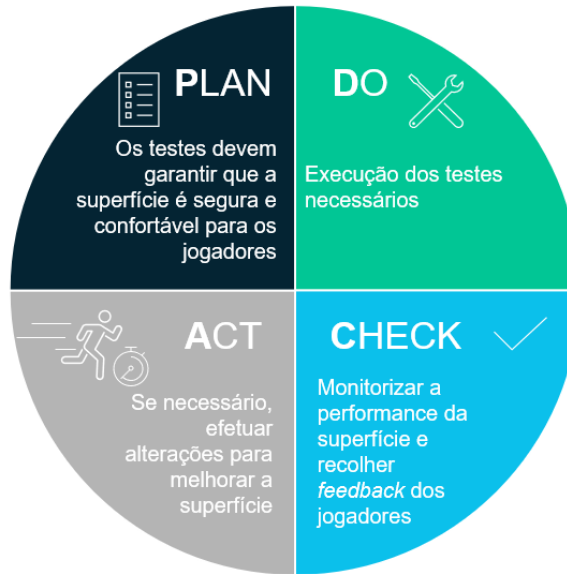 PLAN
Os testes devem
garantir que a
superfície é segura e
confortável para os
jogadores
DO
Execução dos testes
necessários
ACT
Se necessário,
efetuar
alterações para
melhorar a
superfície
CHECK
Monitorizar a
performance da
superfície e
recolher
feedback dos
jogadores